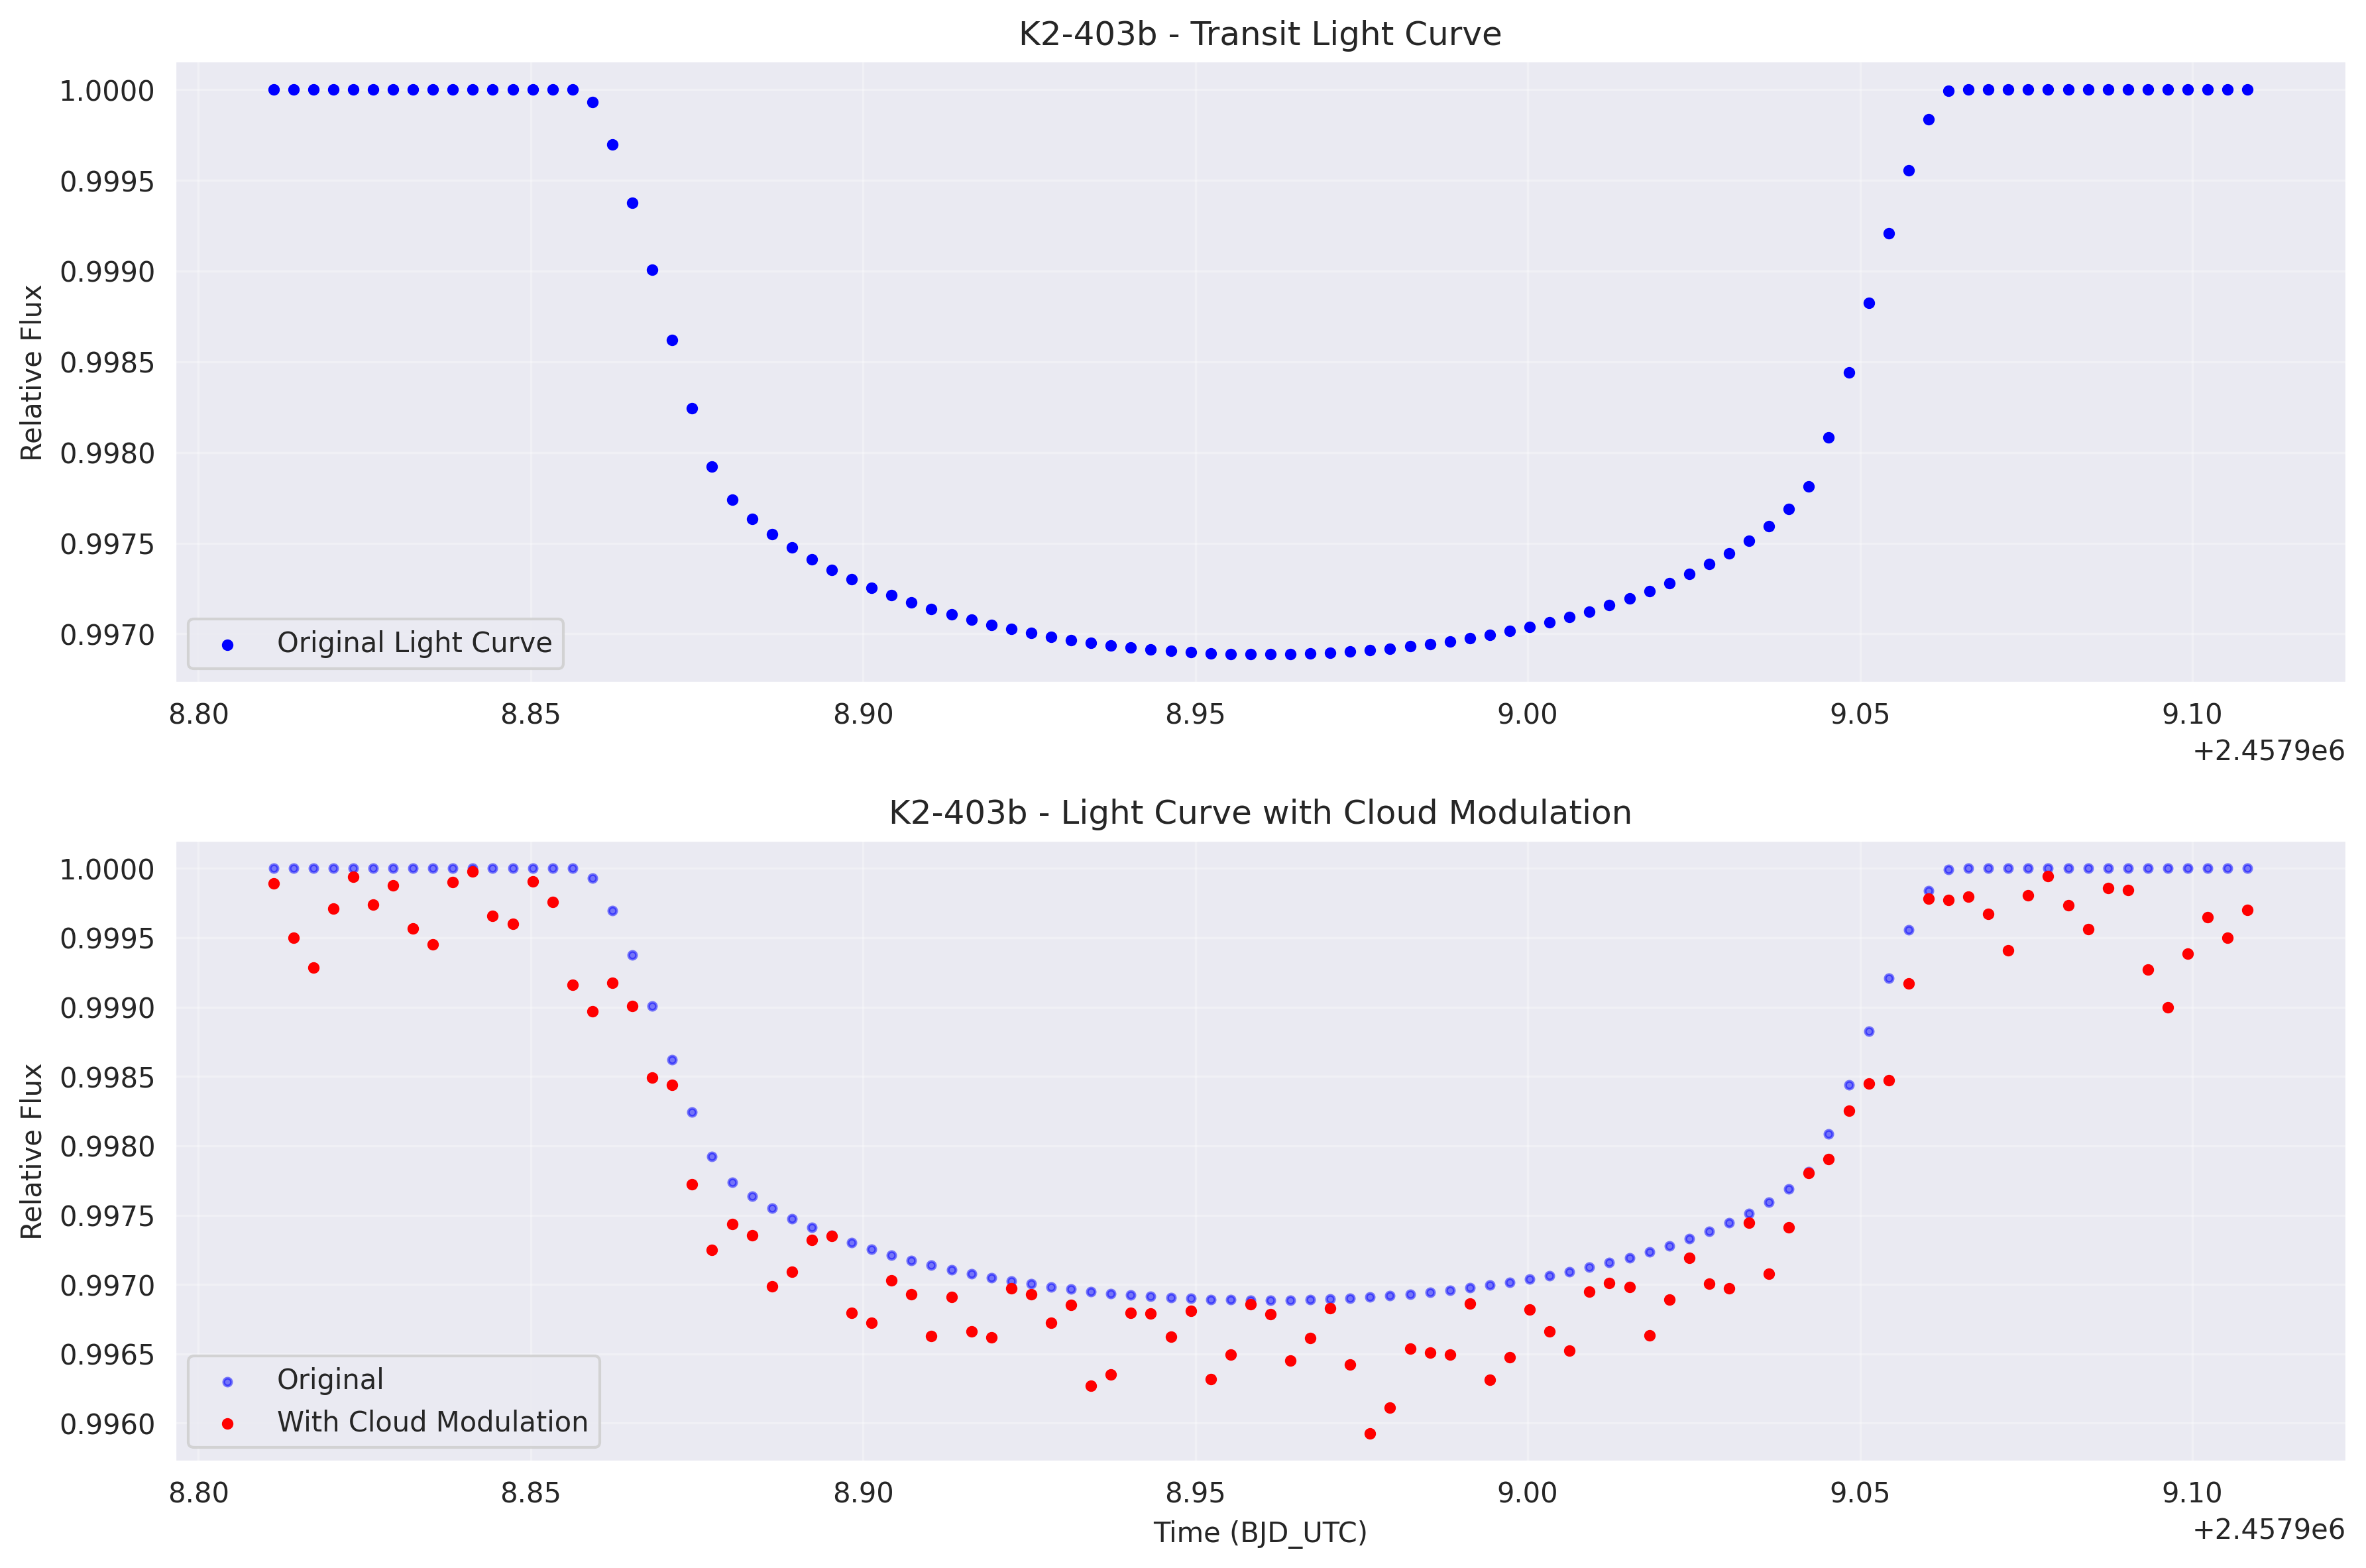 K2-403b - Transit Light Curve
Relative Flux
1.0000
0.9995
0.9990
0.9985
0.9980
0.9975
0.9970
Original Light Curve
8.80 8.85 8.90 8.95 9.00 9.05 9.10
+2.4579e6
K2-403b - Light Curve with Cloud Modulation
Relative Flux
1.0000
0.9995
0.9990
0.9985
0.9980
0.9975
0.9970
0.9965
0.9960
Original
With Cloud Modulation
8.80 8.85 8.90 8.95 9.00 9.05 9.10
Time (BJD_UTC)
+2.4579e6